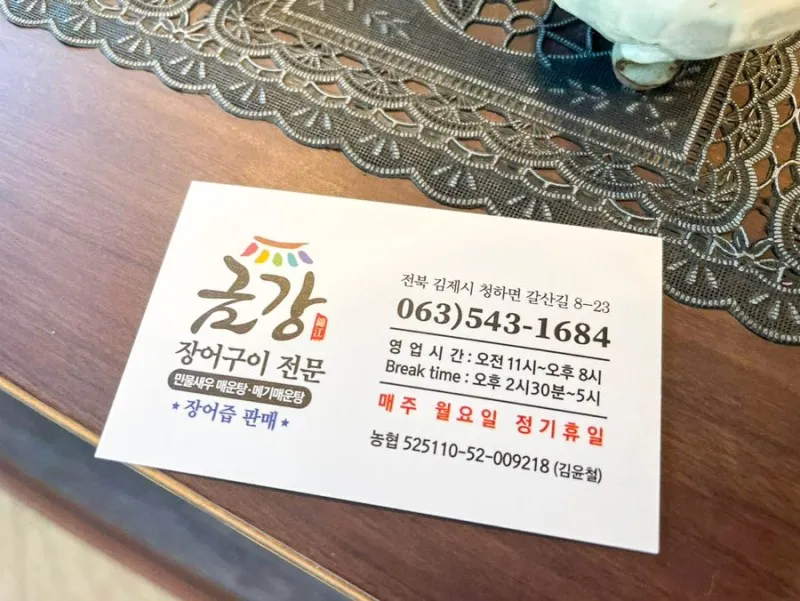 금강
장어구이 전문
민물새우 매운탕·메기매운탕
★장어즙 판매★
전북 김제시 청하면 갈산길 8-23
063)543-1684
영 업 시 간 : 오전 11시~오후 8시
Break time : 오후 2시30분~5시
매주 월요일 정기휴일
농협 525110-52-009218 (김윤철)